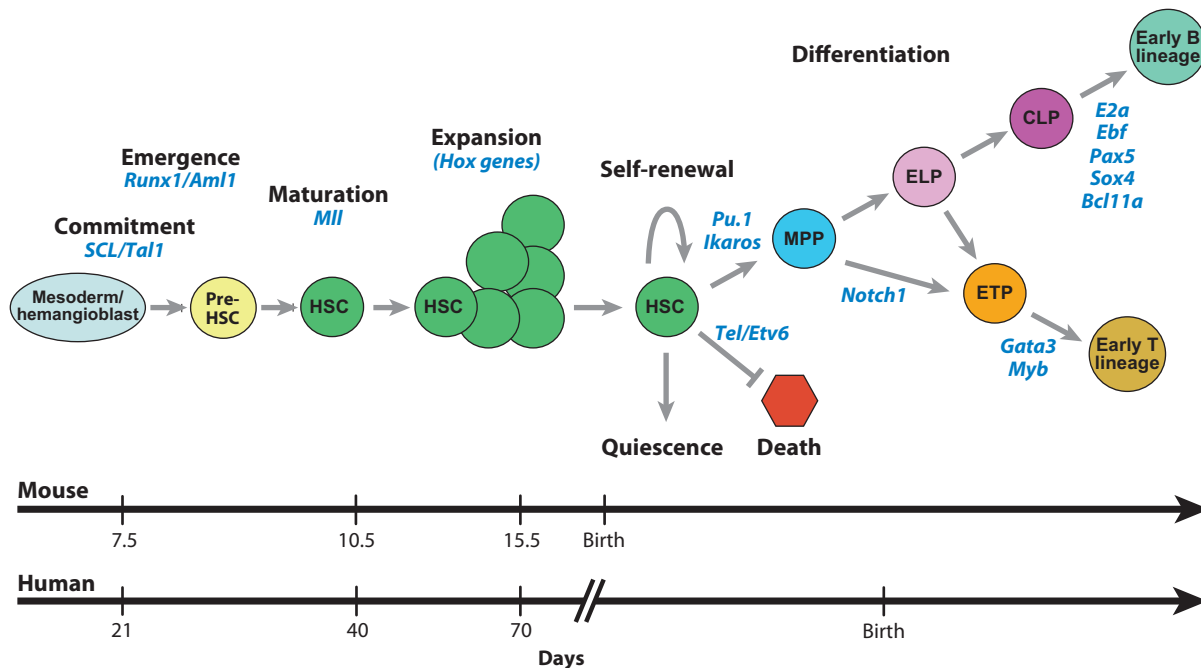 Differentiation
Early B
lineage
CLP
E2a
Ebf
Pax5
Sox4
Bcl11a
Expansion
(Hox genes)
Emergence
Runx1/Aml1
Self-renewal
Maturation
Mll
ELP
Commitment
SCL/Tal1
Pu.1
Ikaros
MPP
Mesoderm/
hemangioblast
Pre-
HSC
HSC
HSC
HSC
Notch1
ETP
Tel/Etv6
Gata3
Myb
Early T
lineage
Quiescence
Death
Mouse
7.5
10.5
15.5
Birth
Human
21
40
70
Birth
Days